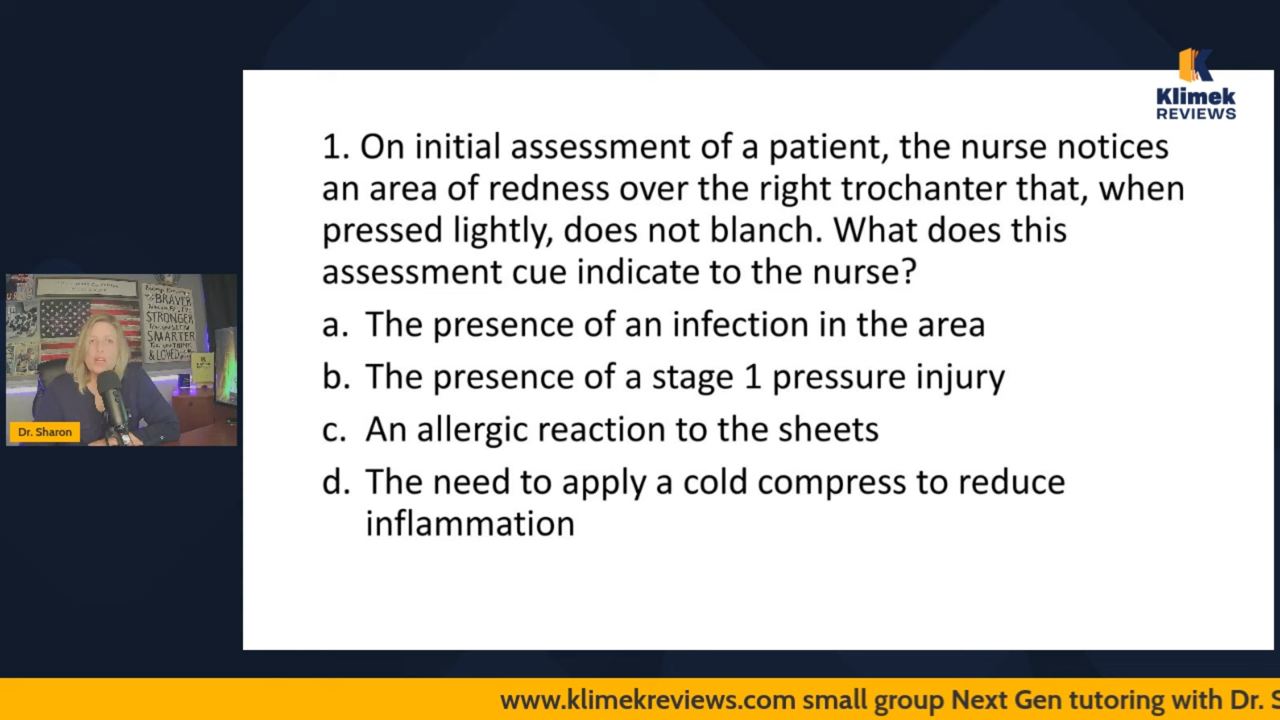 Klimek
REVIEWS
1. On initial assessment of a patient, the nurse notices
an area of redness over the right trochanter that, when
pressed lightly, does not blanch. What does this
assessment cue indicate to the nurse?
a. The presence of an infection in the area
b. The presence of a stage 1 pressure injury
c. An allergic reaction to the sheets
d. The need to apply a cold compress to reduce
inflammation
BRAVER
STRONGER
SMARTER
& LOVED
Dr. Sharon
www.klimekreviews.com small group Next Gen tutoring with Dr. S